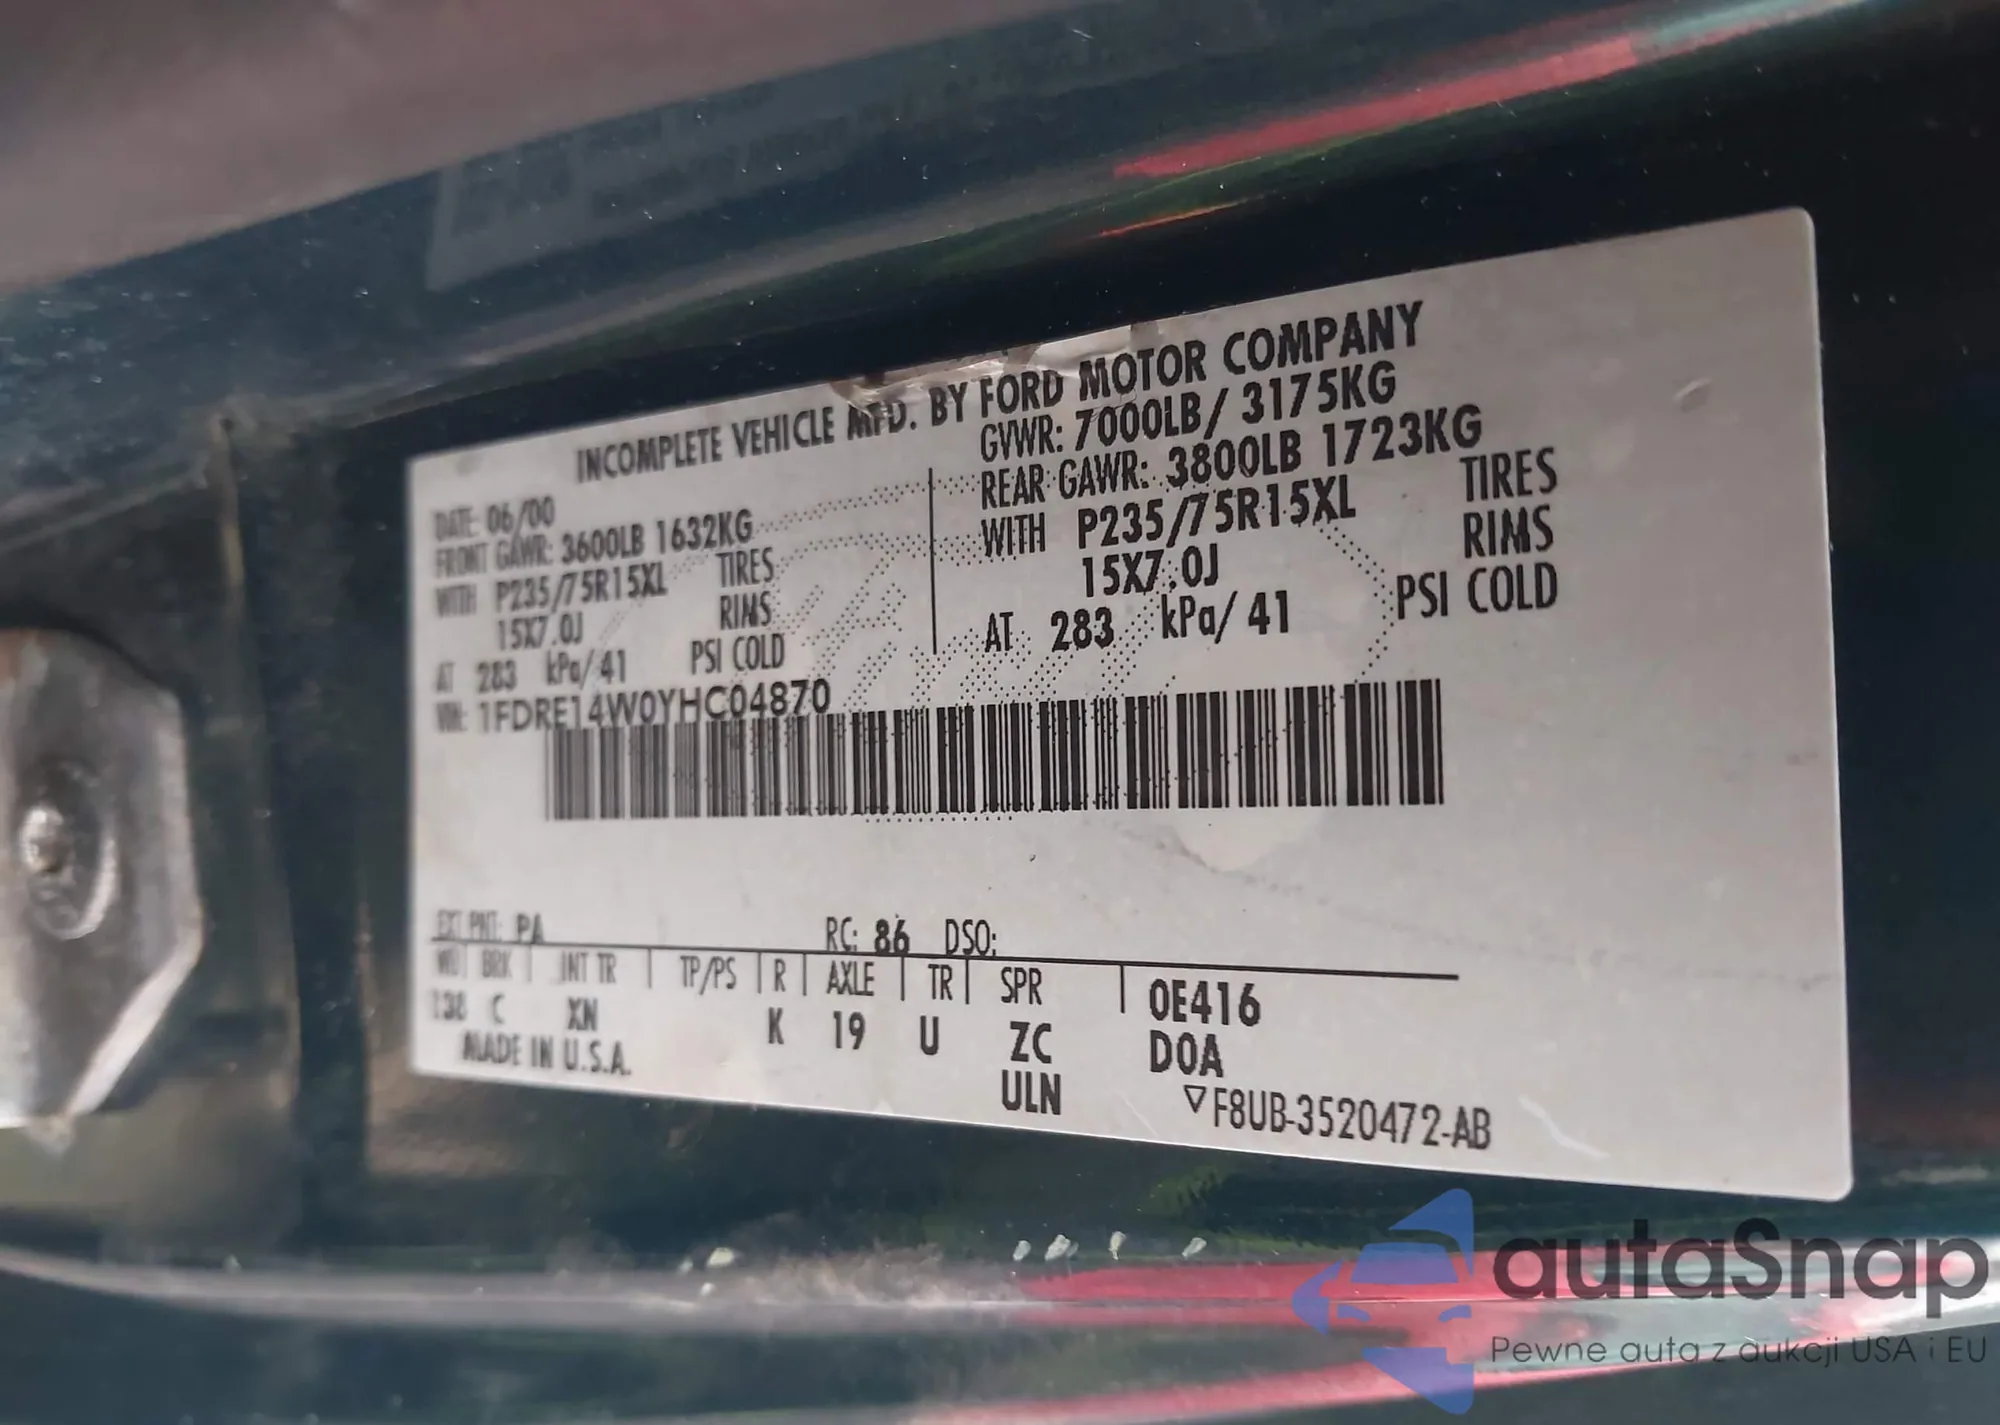 INCOMPLETE VEHICLE MFD. BY FORD MOTOR COMPANY
DATE: 06/00
GVWR: 7000LB/ 3175KG
FRONT GAWR: 3600LB 1632KG
REAR GAWR: 3800LB 1723KG
WITH P235/75R15XL TIRES
WITH P235/75R15XL TIRES
15X7.0J RIMS
15X7.0J RIMS
AT 283 kPa/ 41 PSI COLD
AT 283 kPa/ 41 PSI COLD
VIN: 1FDRE14W0YHC04870
EXT PNT: PA RC: 86 DSO:
WB BRK INT TR TP/PS R AXLE TR SPR
138 C XN K 19 U ZC
0E416
D0A
MADE IN U.S.A.
ULN
▽F8UB-3520472-AB
autaSnap
Pewne auta z aukcji USA i EU